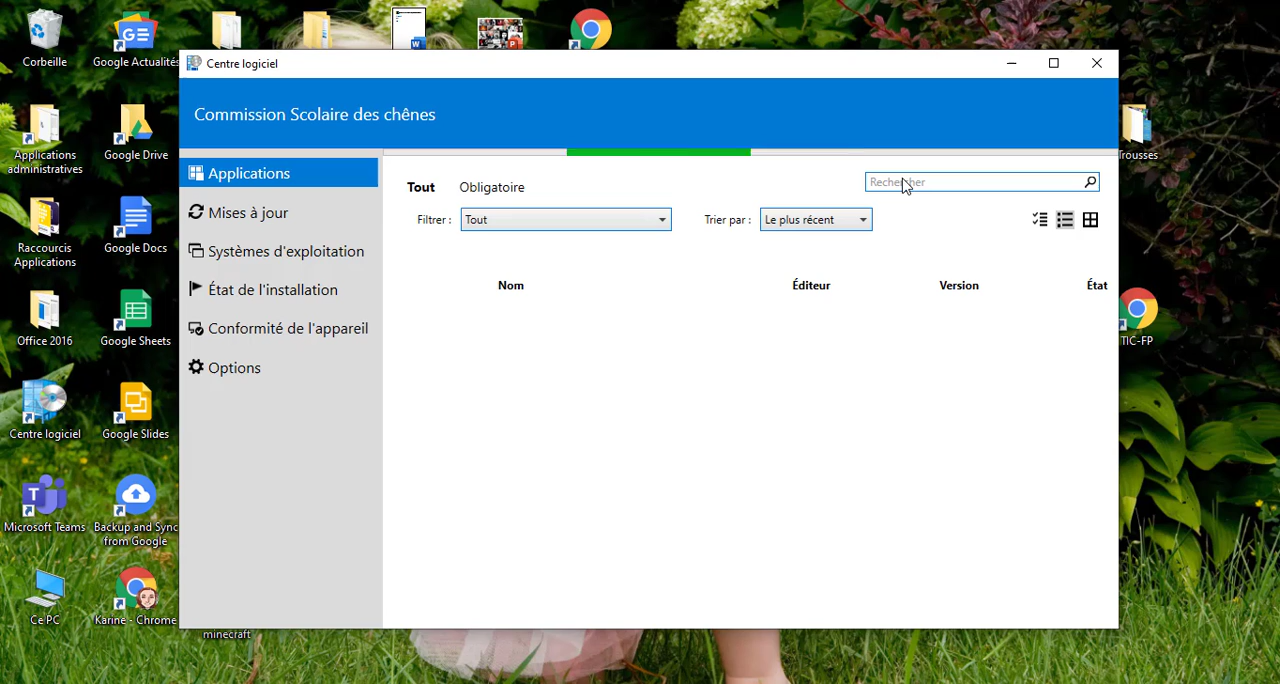 Corbeille
Google Actualités
Centre logiciel
Commission Scolaire des chênes
Applications
administratives
Google Drive
Trousses
Applications
Tout
Obligatoire
Rechercher
Mises à jour
Filtrer :
Tout
Trier par :
Le plus récent
Raccourcis
Applications
Google Docs
Systèmes d'exploitation
Nom
Éditeur
Version
État
État de l'installation
Office 2016
Google Sheets
Conformité de l'appareil
TIC-FP
Options
Centre logiciel
Google Slides
Microsoft Teams
Backup and Sync
from Google
Ce PC
Karine - Chrome
minecraft